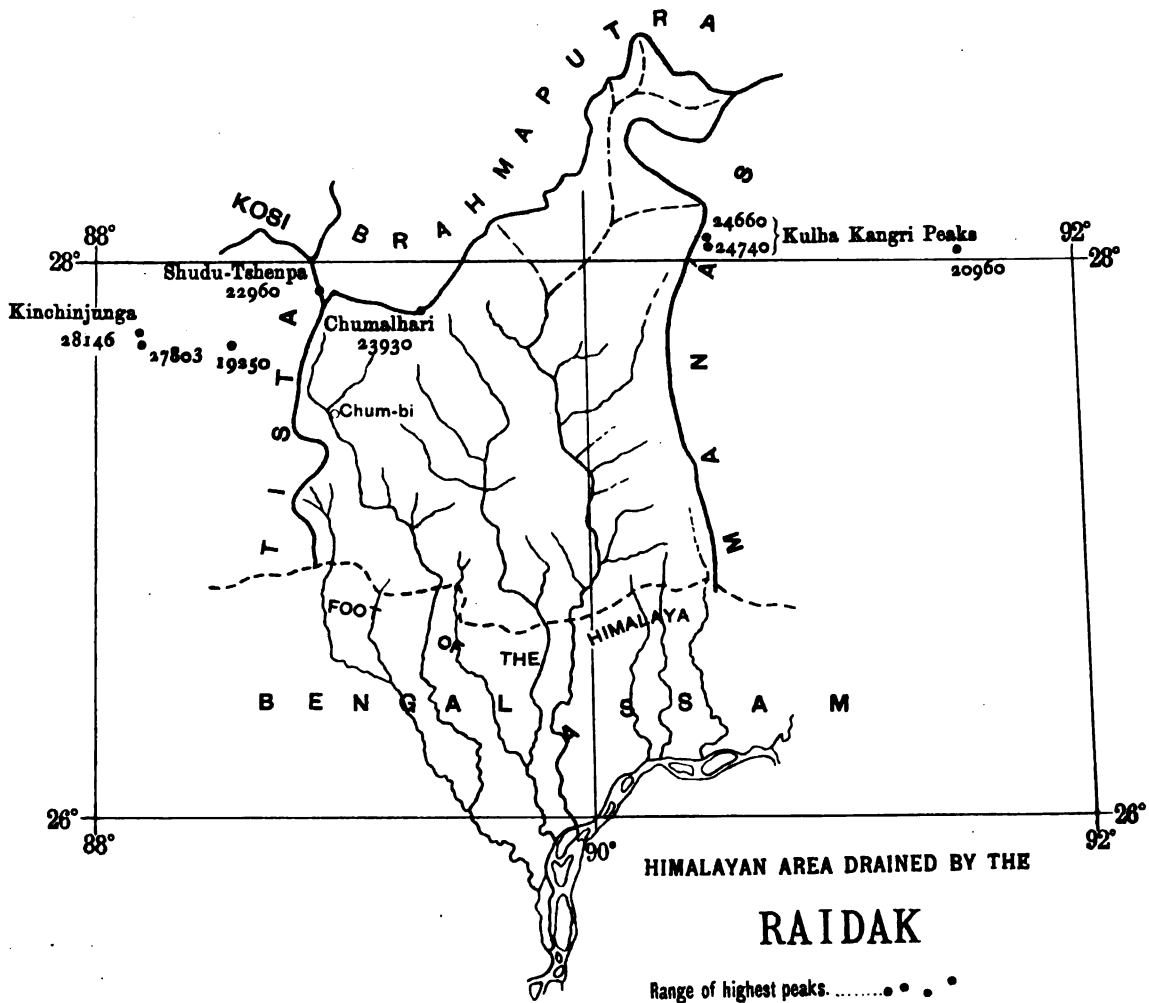 BRAHMAPUTRA
KOSI
88°
28°
92°
28°
24660
24740
Kulha Kangri Peaks
20960
Shudu-Tshenpa
22960
Kinchinjunga
28146
27803
19250
Chumalhari
23930
Chum-bi
TISTA
MANAS
FOOT
OF
THE
HIMALAYA
BENGAL
ASSAM
26°
26°
88°
90°
92°
HIMALAYAN AREA DRAINED BY THE
RAIDAK
Range of highest peaks.........